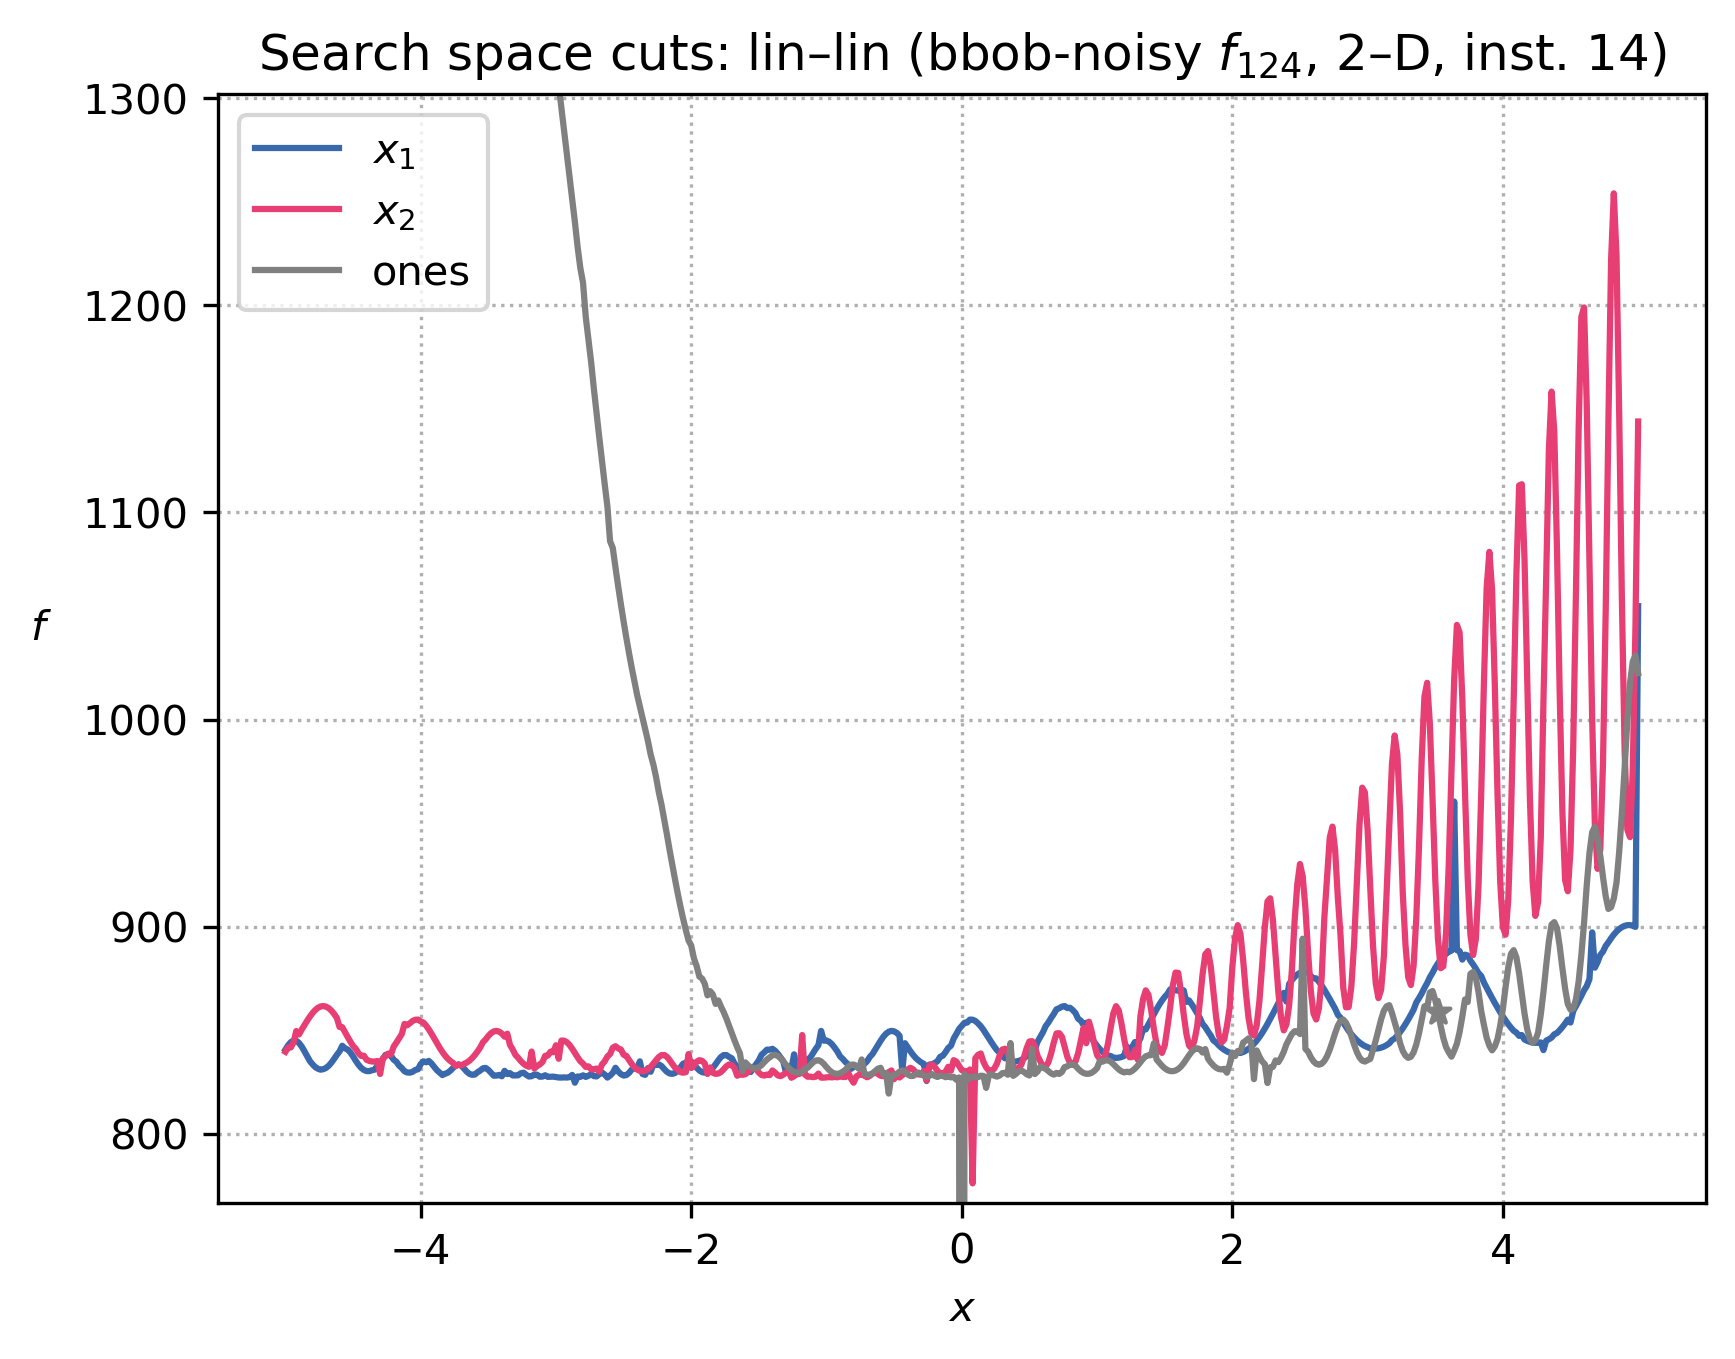 Search space cuts: lin–lin (bbob-noisy f124, 2–D, inst. 14)
1300
1200
1100
1000
900
800
f
x1
x2
ones
−4
−2
0
2
4
x